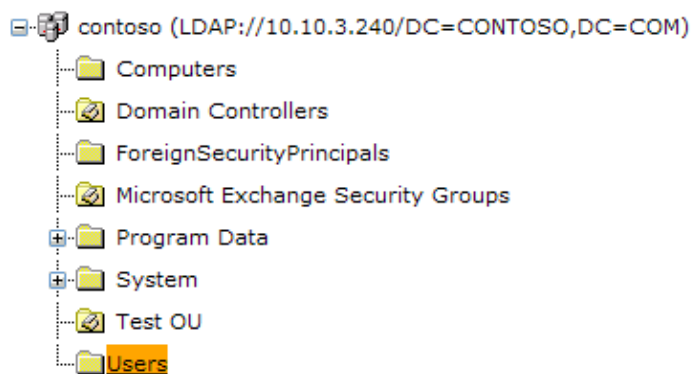 contoso (LDAP://10.10.3.240/DC=CONTOSO,DC=COM)
Computers
Domain Controllers
ForeignSecurityPrincipals
Microsoft Exchange Security Groups
Program Data
System
Test OU
Users